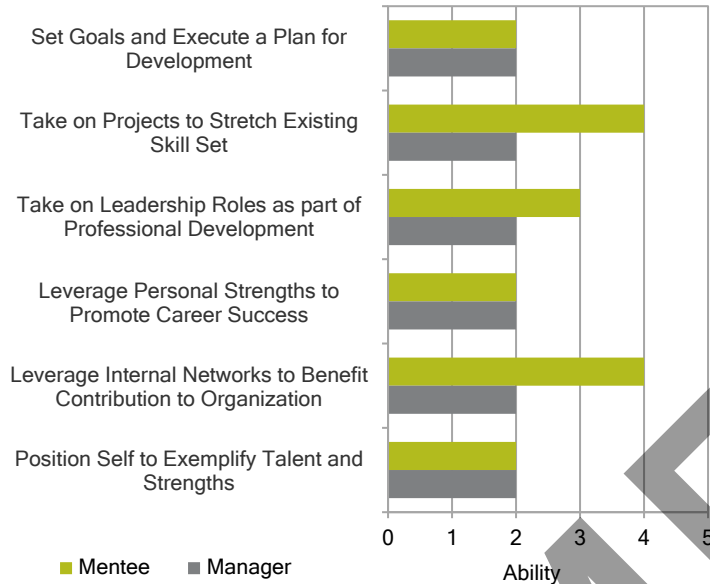 Set Goals and Execute a Plan for
Development
Take on Projects to Stretch Existing
Skill Set
Take on Leadership Roles as part of
Professional Development
Leverage Personal Strengths to
Promote Career Success
Leverage Internal Networks to Benefit
Contribution to Organization
Position Self to Exemplify Talent and
Strengths
0 1 2 3 4 5
Mentee Manager
Ability